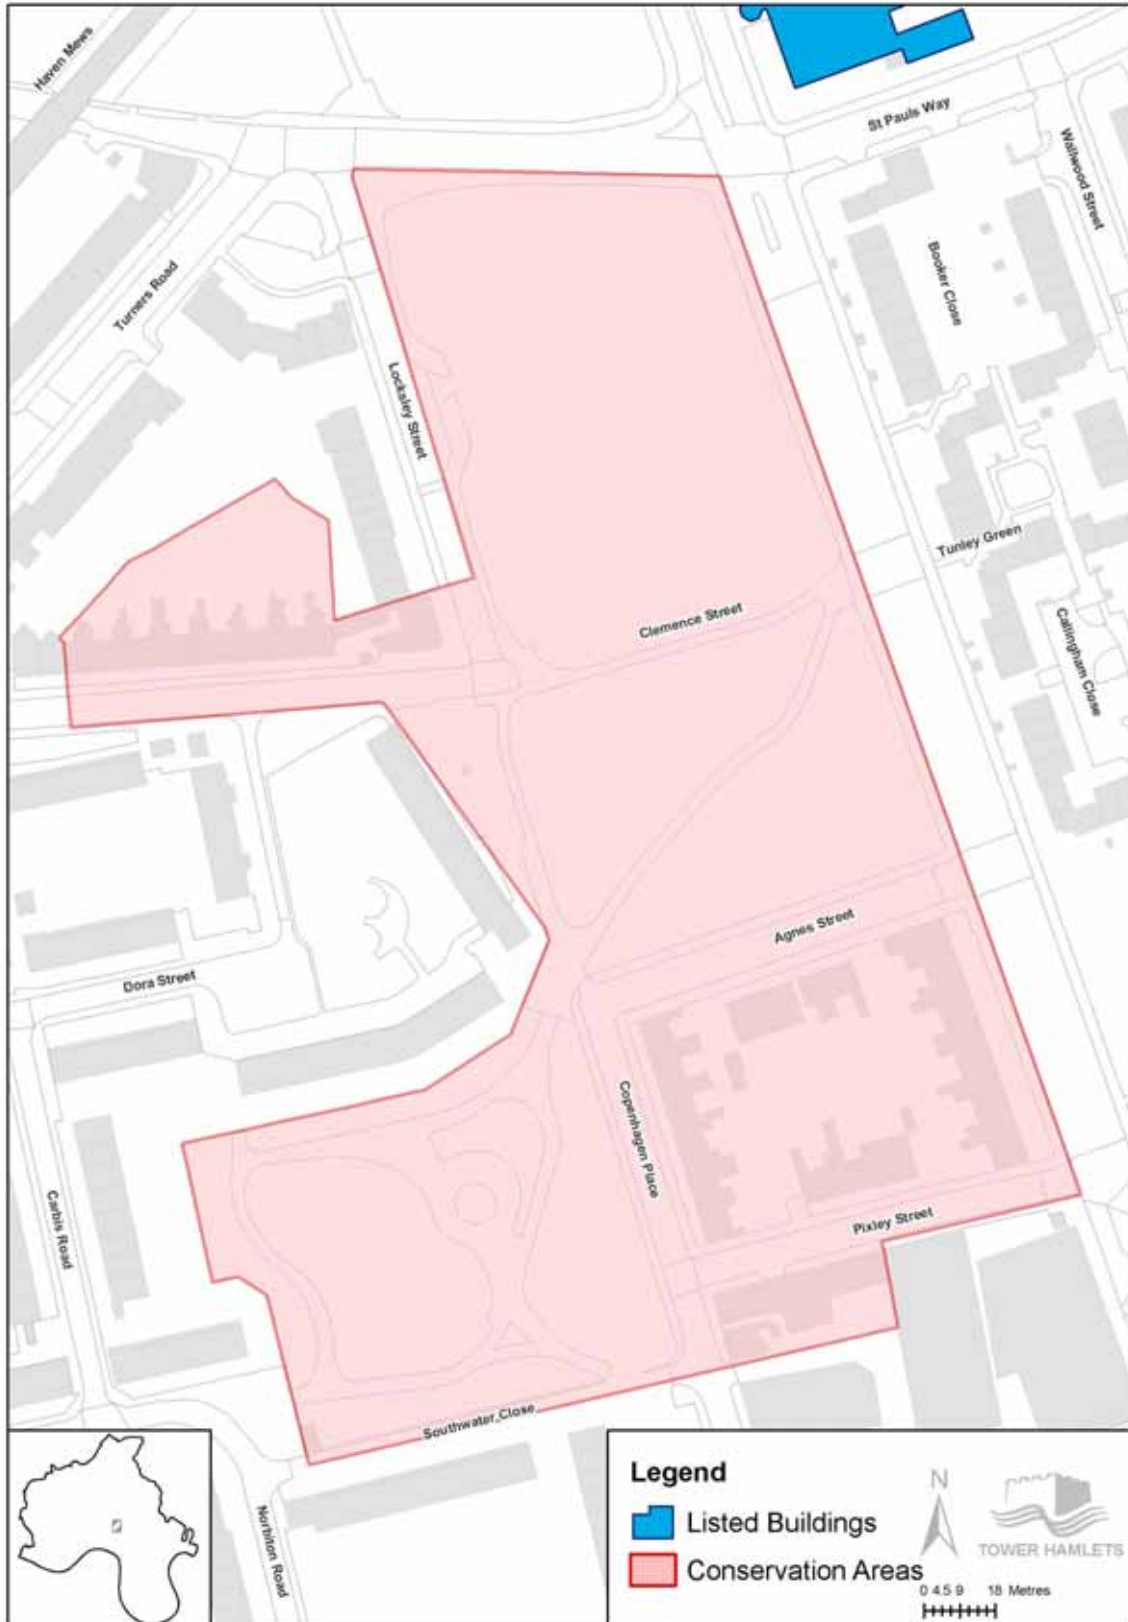 Haven Mews
St Pauls Way
Wallwood Street
Turners Road
Booker Close
Locksley Street
Tunley Green
Clemence Street
Callingham Close
Agnes Street
Dora Street
Copenhagen Place
Carbis Road
Pixley Street
Southwater Close
Norbiton Road
Legend
Listed Buildings
Conservation Areas
N
TOWER HAMLETS
0 4.5 9 18 Metres